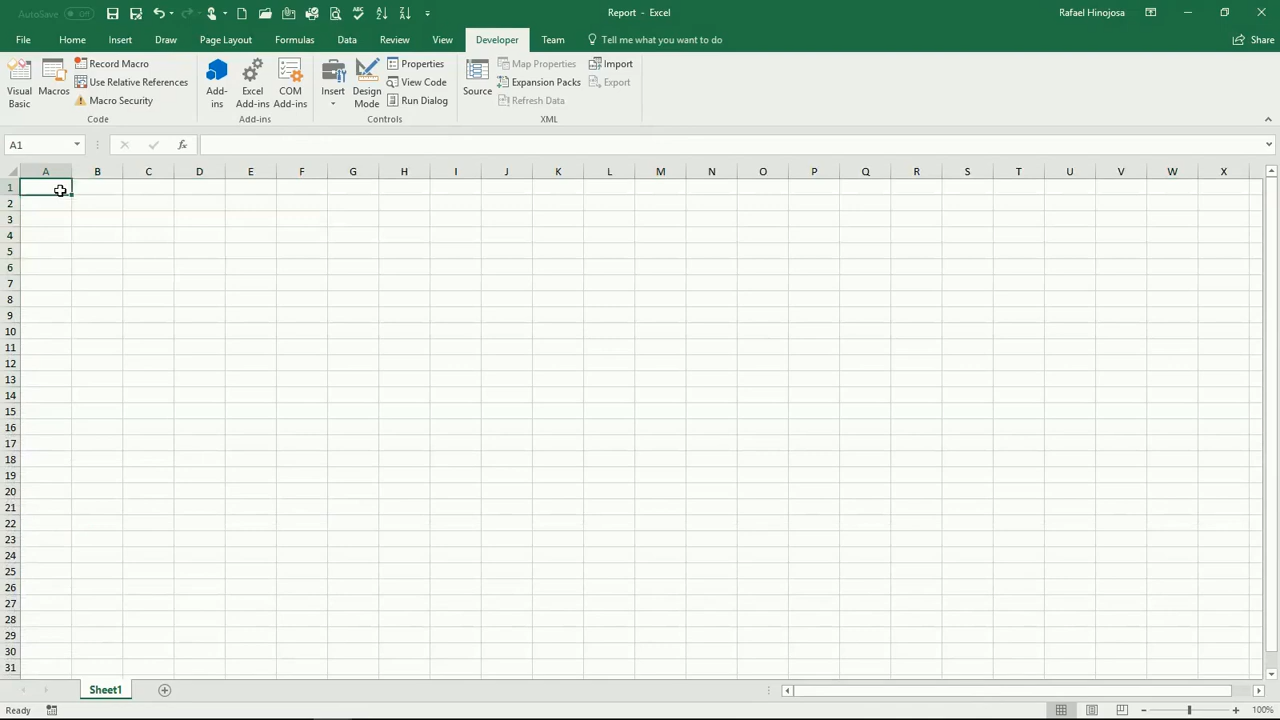 AutoSave Off
Report - Excel
Rafael Hinojosa
File Home Insert Draw Page Layout Formulas Data Review View Developer Team Tell me what you want to do Share
Visual Basic
Macros
Record Macro
Use Relative References
Macro Security
Code
Add-ins
Excel Add-ins
COM Add-ins
Add-ins
Insert
Design Mode
Properties
View Code
Run Dialog
Controls
Source
Map Properties
Expansion Packs
Refresh Data
Import
Export
XML
A1
fx
A B C D E F G H I J K L M N O P Q R S T U V W X
1
2
3
4
5
6
7
8
9
10
11
12
13
14
15
16
17
18
19
20
21
22
23
24
25
26
27
28
29
30
31
Sheet1
Ready
100%